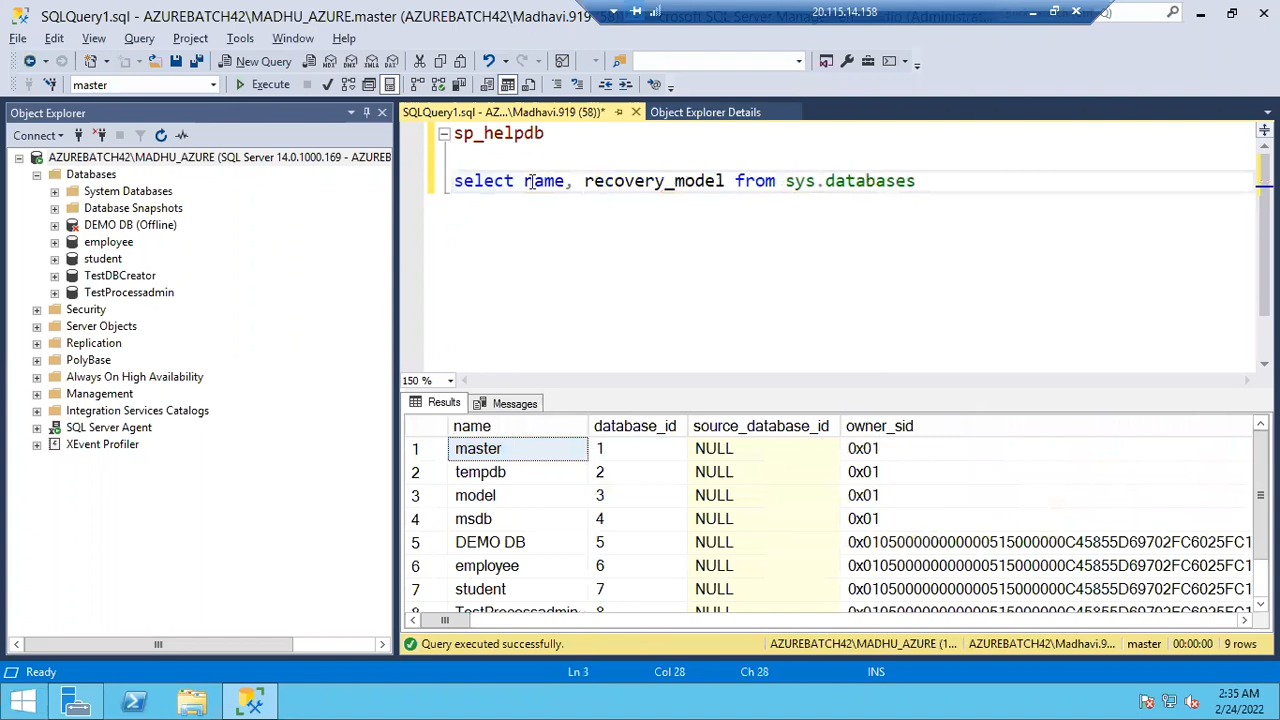 SQLQuery1.sql - AZUREBATCH42\MADHU_AZURE.master (AZUREBATCH42\Madhavi.919
20.115.14.158
File Edit View Query Project Tools Window Help
New Query
master
Execute
Object Explorer
SQLQuery1.sql - AZ...\Madhavi.919 (58))*
Object Explorer Details
Connect
AZUREBATCH42\MADHU_AZURE (SQL Server 14.0.1000.169 - AZUREB
Databases
System Databases
Database Snapshots
DEMO DB (Offline)
employee
student
TestDBCreator
TestProcessadmin
Security
Server Objects
Replication
PolyBase
Always On High Availability
Management
Integration Services Catalogs
SQL Server Agent
XEvent Profiler
sp_helpdb
select name, recovery_model from sys.databases
150 %
Results
Messages
name database_id source_database_id owner_sid
1 master 1 NULL 0x01
2 tempdb 2 NULL 0x01
3 model 3 NULL 0x01
4 msdb 4 NULL 0x01
5 DEMO DB 5 NULL 0x010500000000000515000000C45855D69702FC6025FC1
6 employee 6 NULL 0x010500000000000515000000C45855D69702FC6025FC1
7 student 7 NULL 0x010500000000000515000000C45855D69702FC6025FC1
8 TestProcessadmin 8 NULL
Query executed successfully.
AZUREBATCH42\MADHU_AZURE (1...
AZUREBATCH42\Madhavi.9...
master
00:00:00
9 rows
Ready
Ln 3
Col 28
Ch 28
INS
2:35 AM
2/24/2022